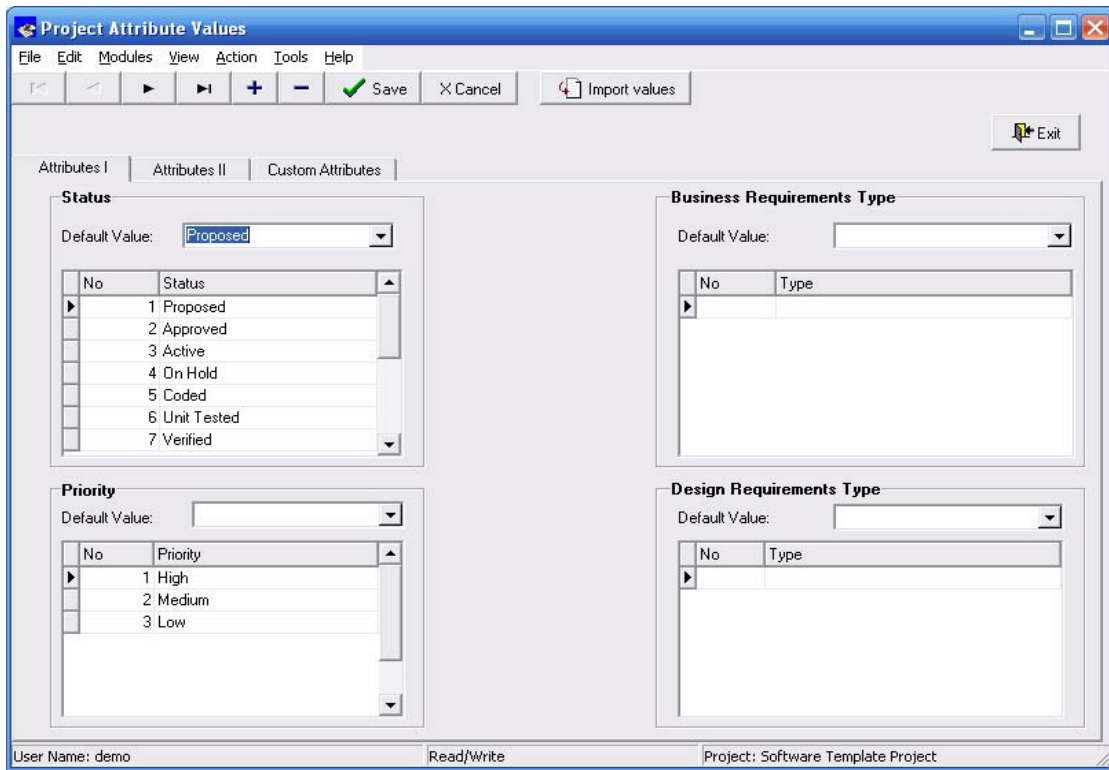 Project Attribute Values
File Edit Modules View Action Tools Help
Save X Cancel Import values
Exit
Attributes I Attributes II Custom Attributes
Status
Default Value: Proposed
No Status
1 Proposed
2 Approved
3 Active
4 On Hold
5 Coded
6 Unit Tested
7 Verified
Business Requirements Type
Default Value:
No Type
Priority
Default Value:
No Priority
1 High
2 Medium
3 Low
Design Requirements Type
Default Value:
No Type
User Name: demo Read/Write Project: Software Template Project